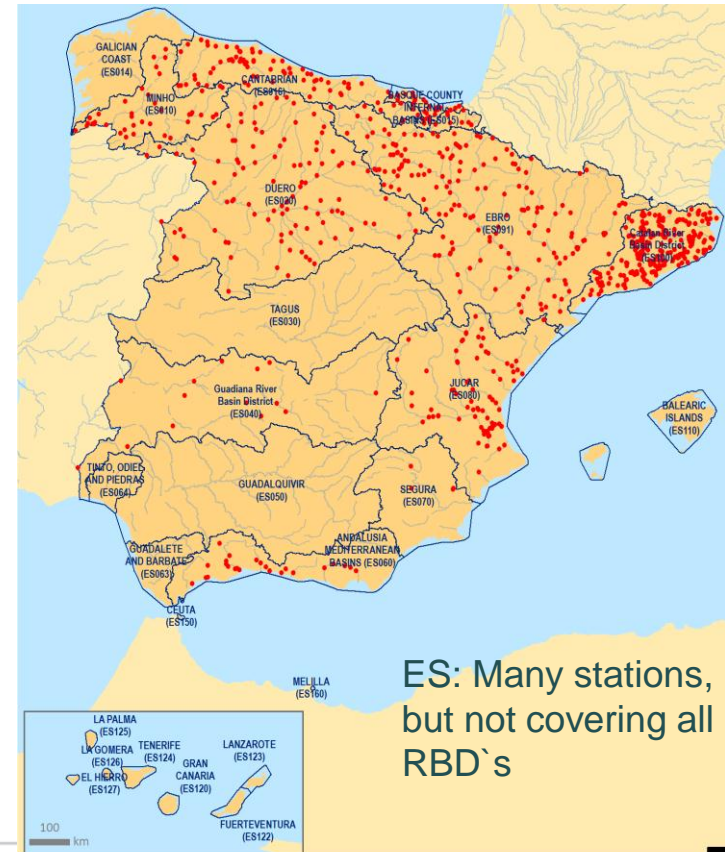 GALICIAN
COAST
(ES014)
MINHO
(ES010)
CANTABRIAN
(ES016)
BASQUE COUNTY
INTERNAL
BASINS (ES015)
DUERO
(ES020)
EBRO
(ES091)
Catalan River
Basin District
(ES100)
TAGUS
(ES030)
Guadiana River
Basin District
(ES040)
JUCAR
(ES080)
BALEARIC
ISLANDS
(ES110)
TINTO, ODIEL
AND PIEDRAS
(ES064)
GUADALQUIVIR
(ES050)
SEGURA
(ES070)
GUADALETE
AND BARBATE
(ES063)
ANDALUSIA
MEDITERRANEAN
BASINS (ES060)
CEUTA
(ES150)
MELILLA
(ES160)
ES: Many stations,
but not covering all
RBD`s
LA PALMA
(ES125)
LA GOMERA
(ES126)
EL HIERRO
(ES127)
TENERIFE
(ES124)
GRAN
CANARIA
(ES120)
LANZAROTE
(ES123)
FUERTEVENTURA
(ES122)
100
km